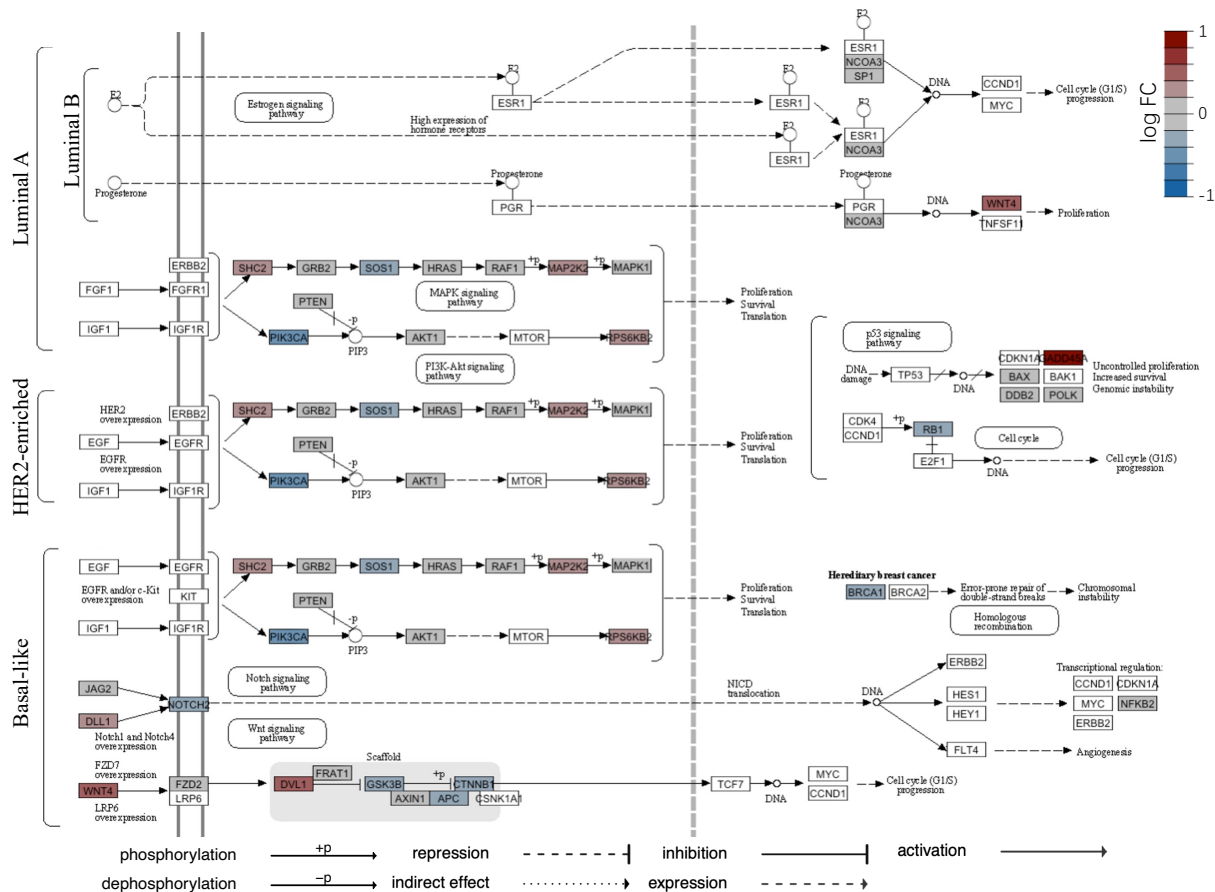 Luminal A
Luminal B
E2
Estrogen signaling
pathway
E2
ESR1
High expression of
hormone receptors
E2
ESR1
E2
ESR1
E2
ESR1
NCOA3
SP1
E2
ESR1
NCOA3
DNA
CCND1
MYC
Cell cycle (G1/S)
progression
1
0
-1
log FC
Progesterone
Progesterone
PGR
Progesterone
PGR
NCOA3
DNA
WNT4
TNFSF11
Proliferation
ERBB2
FGF1
FGFR1
IGF1
IGF1R
SHC2
GRB2
SOS1
HRAS
RAF1
+p
MAP2K2
+p
MAPK1
PTEN
MAPK signaling
pathway
-p
PIK3CA
PIP3
AKT1
MTOR
RPS6KB2
PI3K-Akt signaling
pathway
Proliferation
Survival
Translation
p53 signaling
pathway
DNA
damage
TP53
DNA
CDKN1A
GADD45A
BAX
BAK1
DDB2
POLK
Uncontrolled proliferation
Increased survival
Genomic instability
CDK4
CCND1
+p
RB1
E2F1
Cell cycle
DNA
Cell cycle (G1/S)
progression
HER2-enriched
HER2
overexpression
ERBB2
EGF
EGFR
EGFR
overexpression
IGF1
IGF1R
SHC2
GRB2
SOS1
HRAS
RAF1
+p
MAP2K2
+p
MAPK1
PTEN
-p
PIK3CA
PIP3
AKT1
MTOR
RPS6KB2
Proliferation
Survival
Translation
Basal-like
EGF
EGFR
EGFR and/or c-Kit
overexpression
KIT
IGF1
IGF1R
SHC2
GRB2
SOS1
HRAS
RAF1
+p
MAP2K2
+p
MAPK1
PTEN
-p
PIK3CA
PIP3
AKT1
MTOR
RPS6KB2
Proliferation
Survival
Translation
Hereditary breast cancer
BRCA1
BRCA2
Error-prone repair of
double-strand breaks
Chromosomal
instability
Homologous
recombination
JAG2
DLL1
NOTCH2
Notch1 and Notch4
overexpression
Notch signaling
pathway
NICD
translocation
DNA
ERBB2
HES1
HEY1
FLT4
Transcriptional regulation:
CCND1
CDKN1A
MYC
NFKB2
ERBB2
Angiogenesis
Wnt signaling
pathway
FZD7
overexpression
WNT4
LRP6
overexpression
FZD2
LRP6
Scaffold
DVL1
FRAT1
GSK3B
+p
CTNNB1
AXIN1
APC
CSNK1A1
TCF7
DNA
MYC
CCND1
Cell cycle (G1/S)
progression
phosphorylation
+p
repression
inhibition
activation
dephosphorylation
–p
indirect effect
expression